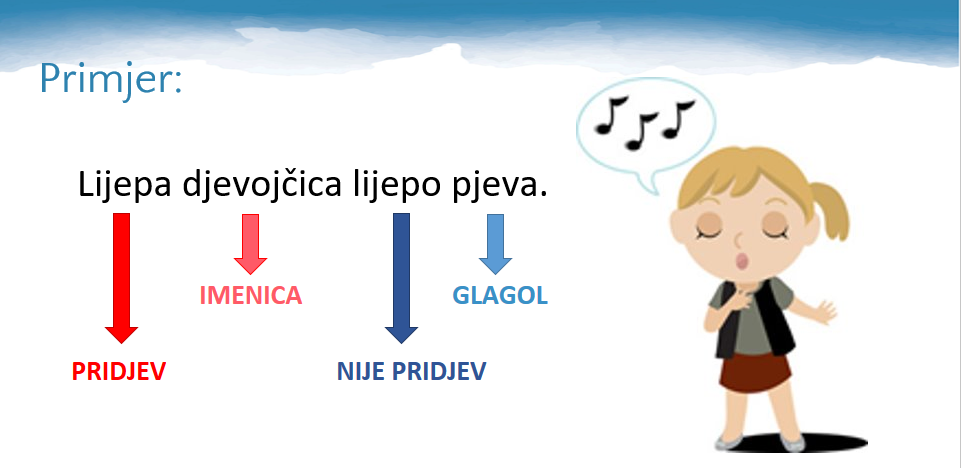 Primjer:
Lijepa djevojčica lijepo pjeva.
IMENICA
GLAGOL
PRIDJEV
NIJE PRIDJEV